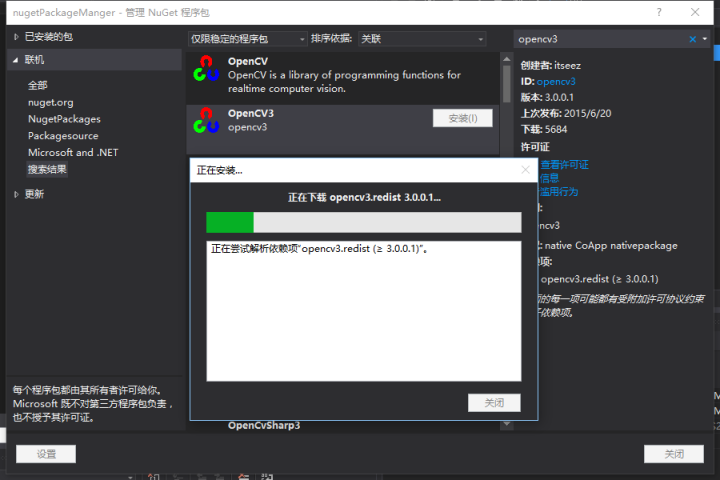 nugetPackageManger - 管理 NuGet 程序包
?
已安装的包
联机
全部
nuget.org
NugetPackages
Packagesource
Microsoft and .NET
搜索结果
更新
每个程序包都由其所有者许可给你。
Microsoft 既不对第三方程序包负责，
也不授予其许可证。
设置
仅限稳定的程序包
排序依据: 关联
OpenCV
OpenCV is a library of programming functions for
realtime computer vision.
OpenCV3
opencv3
安装(I)
正在安装...
正在下载 opencv3.redist 3.0.0.1...
正在尝试解析依赖项"opencv3.redist (≥ 3.0.0.1)"。
关闭
OpenCvSharp3
opencv3
创建者: itseez
ID: opencv3
版本: 3.0.0.1
上次发布: 2015/6/20
下载: 5684
许可证
查看许可证
信息
滥用行为
ncv3
native CoApp nativepackage
项:
opencv3.redist (≥ 3.0.0.1)
的每一项可能都有受附加许可协议约束
依赖项。
关闭